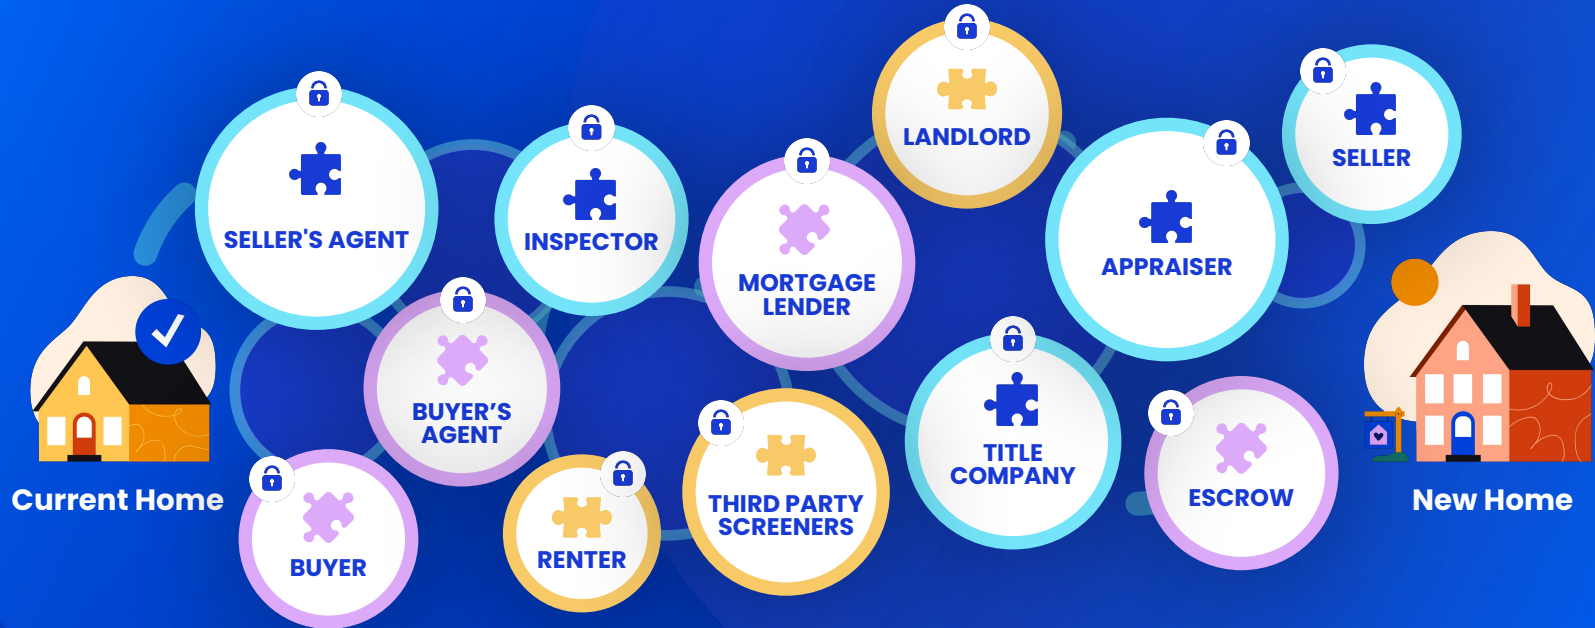 SELLER'S AGENT
INSPECTOR
MORTGAGE
LENDER
LANDLORD
APPRAISER
SELLER
BUYER’S
AGENT
BUYER
RENTER
THIRD PARTY
SCREENERS
TITLE
COMPANY
ESCROW
Current Home
New Home